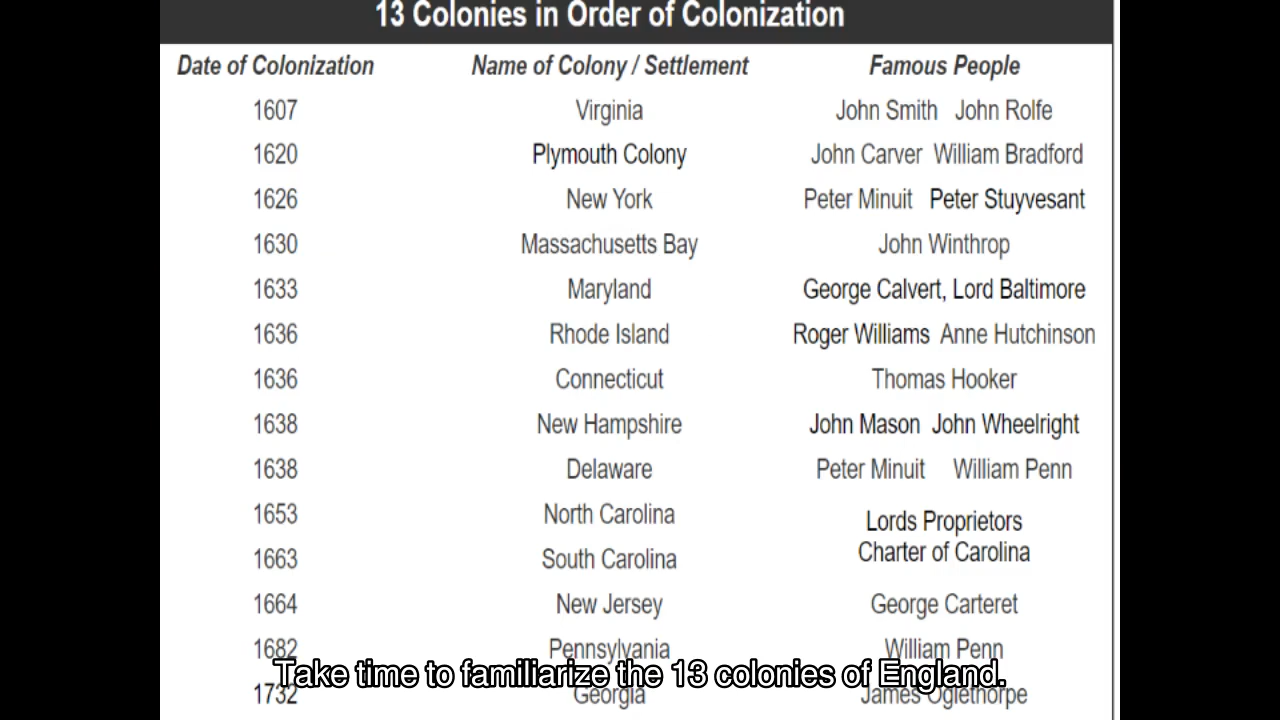 13 Colonies in Order of Colonization
Date of Colonization Name of Colony / Settlement Famous People
1607 Virginia John Smith John Rolfe
1620 Plymouth Colony John Carver William Bradford
1626 New York Peter Minuit Peter Stuyvesant
1630 Massachusetts Bay John Winthrop
1633 Maryland George Calvert, Lord Baltimore
1636 Rhode Island Roger Williams Anne Hutchinson
1636 Connecticut Thomas Hooker
1638 New Hampshire John Mason John Wheelright
1638 Delaware Peter Minuit William Penn
1653 North Carolina
Lords Proprietors
Charter of Carolina
1663 South Carolina
1664 New Jersey George Carteret
1682 Pennsylvania William Penn
Take time to familiarize the 13 colonies of England.
1732 Georgia James Oglethorpe